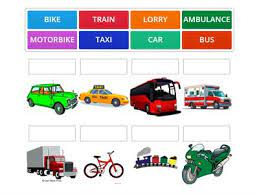 BIKE TRAIN LORRY AMBULANCE
MOTORBIKE TAXI CAR BUS